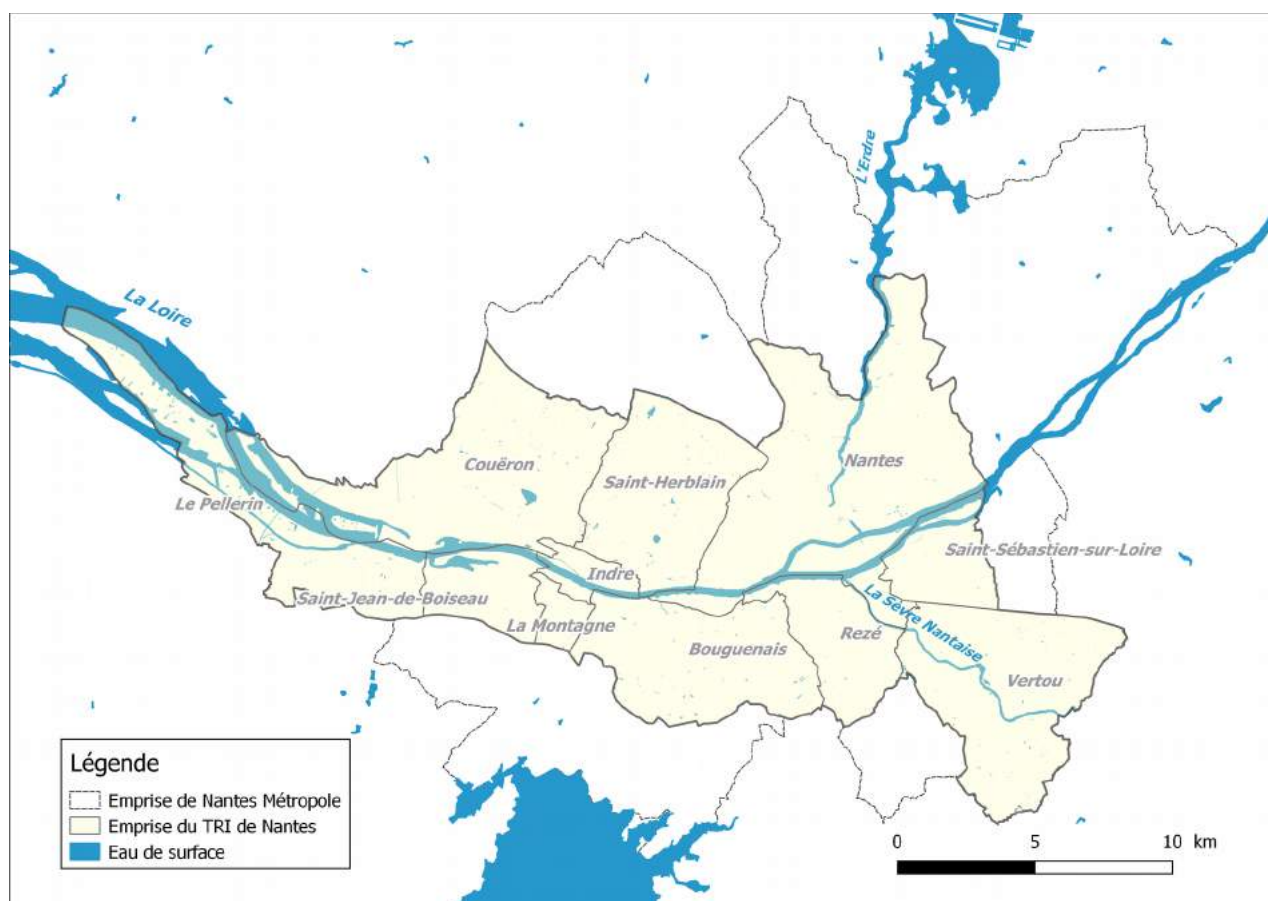 L'Erdre
La Loire
Couëron
Nantes
Saint-Herblain
Le Pellerin
Saint-Sébastien-sur-Loire
Indre
Saint-Jean-de-Boiseau
La Montagne
La Sèvre Nantaise
Rezé
Bouguenais
Vertou
Légende
Emprise de Nantes Métropole
Emprise du TRI de Nantes
Eau de surface
0 5 10 km